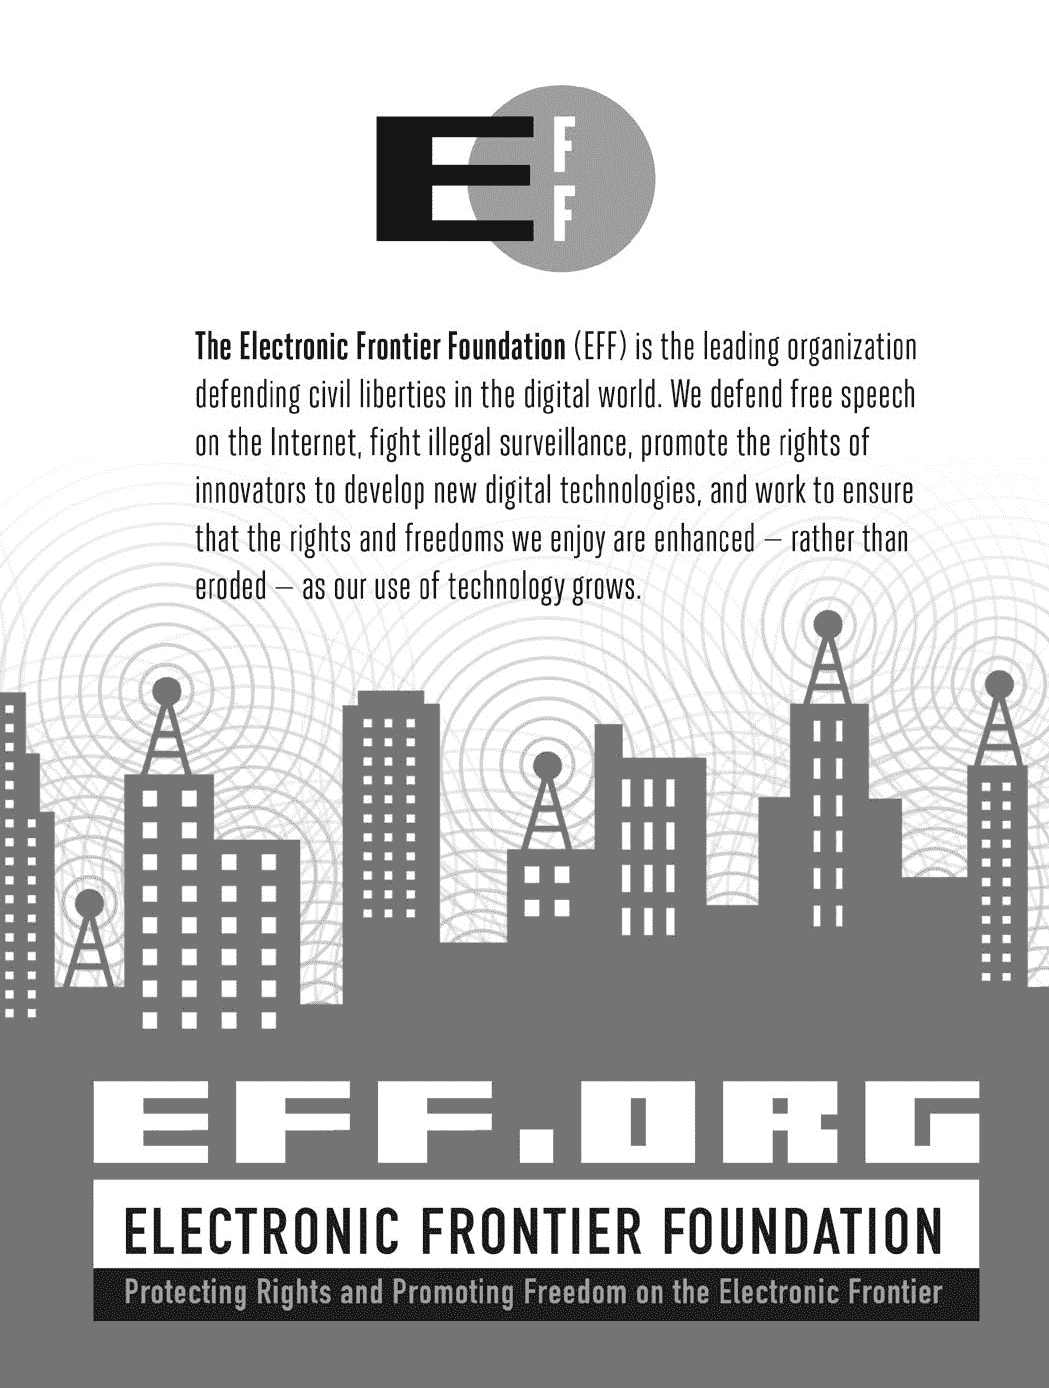 E
F
F
The Electronic Frontier Foundation (EFF) is the leading organization
defending civil liberties in the digital world. We defend free speech
on the Internet, fight illegal surveillance, promote the rights of
innovators to develop new digital technologies, and work to ensure
that the rights and freedoms we enjoy are enhanced – rather than
eroded – as our use of technology grows.
EFF.ORG
ELECTRONIC FRONTIER FOUNDATION
Protecting Rights and Promoting Freedom on the Electronic Frontier